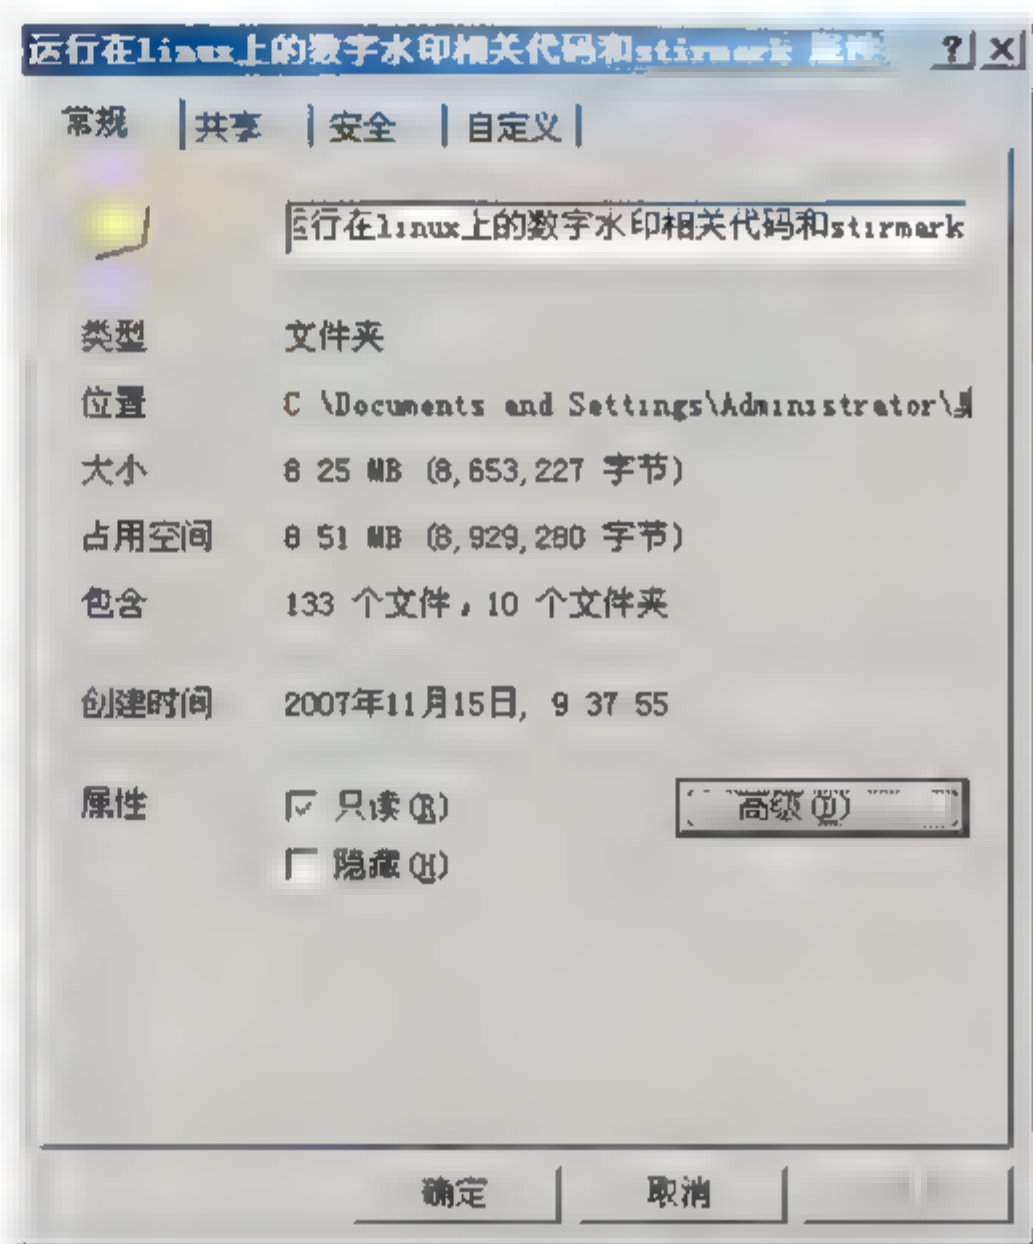 运行在linux上的数字水印相关代码和stirmark 属性 ? ×
常规 共享 安全 自定义
行在linux上的数字水印相关代码和stirmark
类型 文件夹
位置 C \Documents and Settings\Administrator\
大小 8 25 MB (8,653,227 字节)
占用空间 8 51 MB (8,929,280 字节)
包含 133 个文件，10 个文件夹
创建时间 2007年11月15日, 9 37 55
属性 只读(R) 高级(D)
隐藏(H)
确定 取消